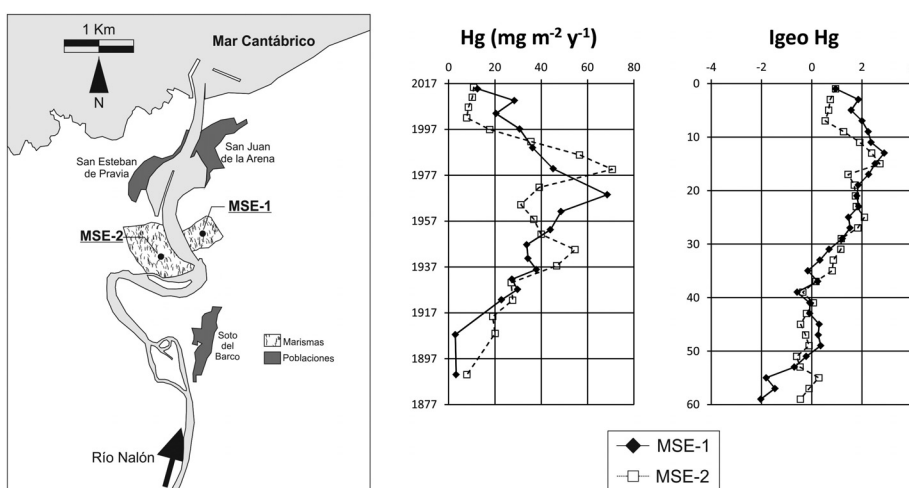 1 Km
Mar Cantábrico
N
San Esteban
de Pravia
San Juan
de la Arena
MSE-1
MSE-2
Soto
del
Barco
Marismas
Poblaciones
Río Nalón
Hg (mg m-2 y-1)
0 20 40 60 80
2017
1997
1977
1957
1937
1917
1897
1877
Igeo Hg
-4 -2 0 2 4
0
10
20
30
40
50
60
MSE-1
MSE-2